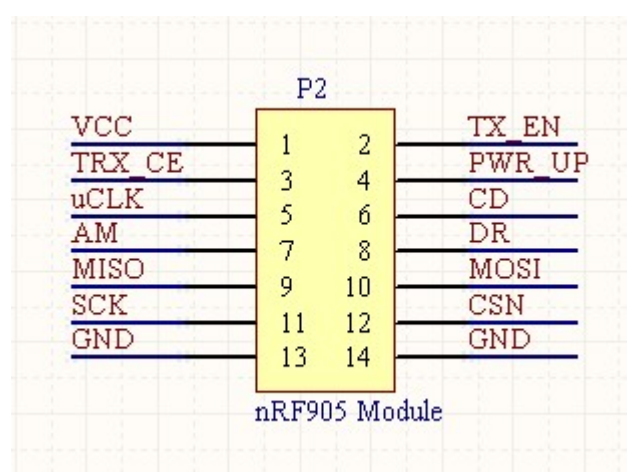 P2
VCC 1 2 TX_EN
TRX_CE 3 4 PWR_UP
uCLK 5 6 CD
AM 7 8 DR
MISO 9 10 MOSI
SCK 11 12 CSN
GND 13 14 GND
nRF905 Module